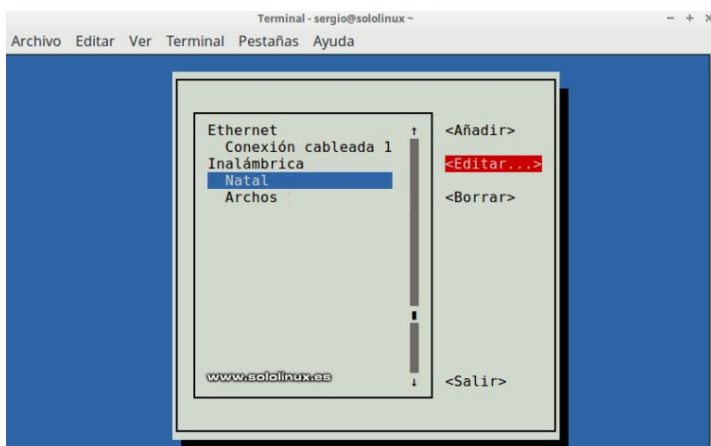 Terminal - sergio@sololinux ~
Archivo Editar Ver Terminal Pestañas Ayuda
Ethernet
Conexión cableada 1
Inalámbrica
Natal
Archos
<Añadir>
<Editar...>
<Borrar>
<Salir>
www.sololinux.es